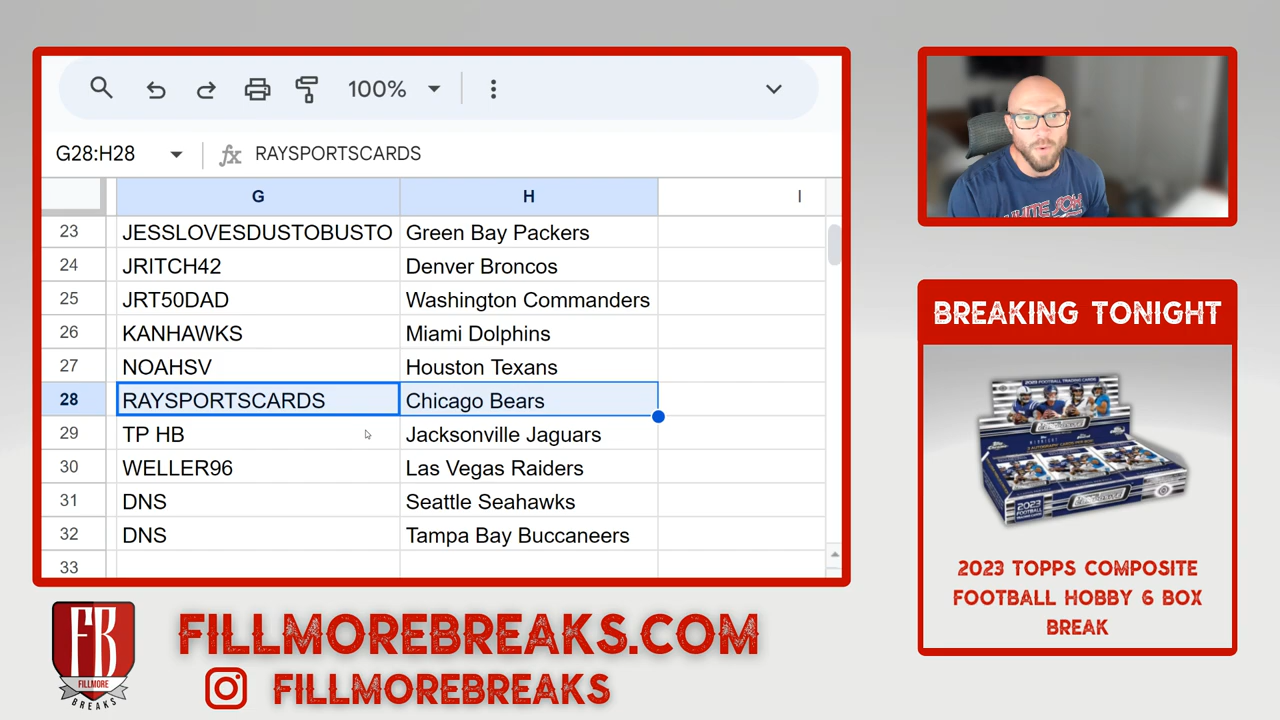 100%
G28:H28
fx RAYSPORTSCARDS
G H I
23 JESSLOVESDUSTOBUSTO Green Bay Packers
24 JRITCH42 Denver Broncos
25 JRT50DAD Washington Commanders
26 KANHAWKS Miami Dolphins
27 NOAHSV Houston Texans
28 RAYSPORTSCARDS Chicago Bears
29 TP HB Jacksonville Jaguars
30 WELLER96 Las Vegas Raiders
31 DNS Seattle Seahawks
32 DNS Tampa Bay Buccaneers
33
BREAKING TONIGHT
2023 TOPPS COMPOSITE
FOOTBALL HOBBY 6 BOX
BREAK
FB
FILLMORE
BREAKS
FILLMOREBREAKS.COM
FILLMOREBREAKS